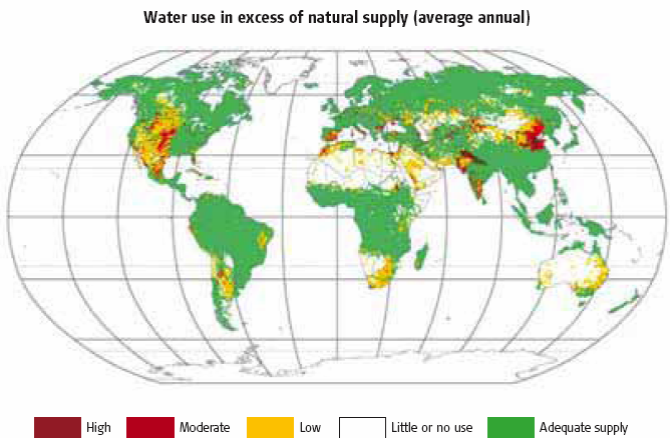 Water use in excess of natural supply (average annual)
High
Moderate
Low
Little or no use
Adequate supply